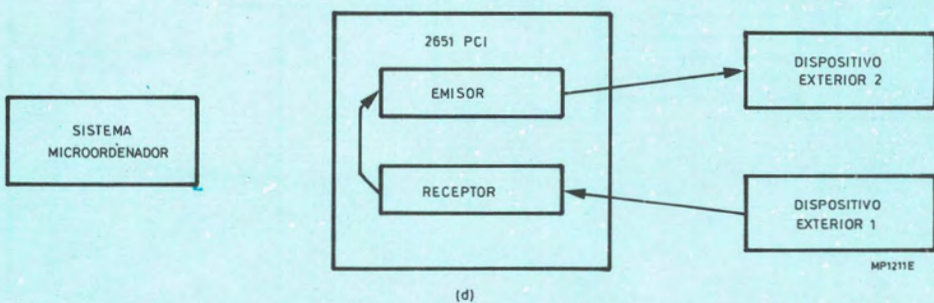 2651 PCI
EMISOR
RECEPTOR
SISTEMA
MICROORDENADOR
DISPOSITIVO
EXTERIOR 2
DISPOSITIVO
EXTERIOR 1
MP1211E
(d)